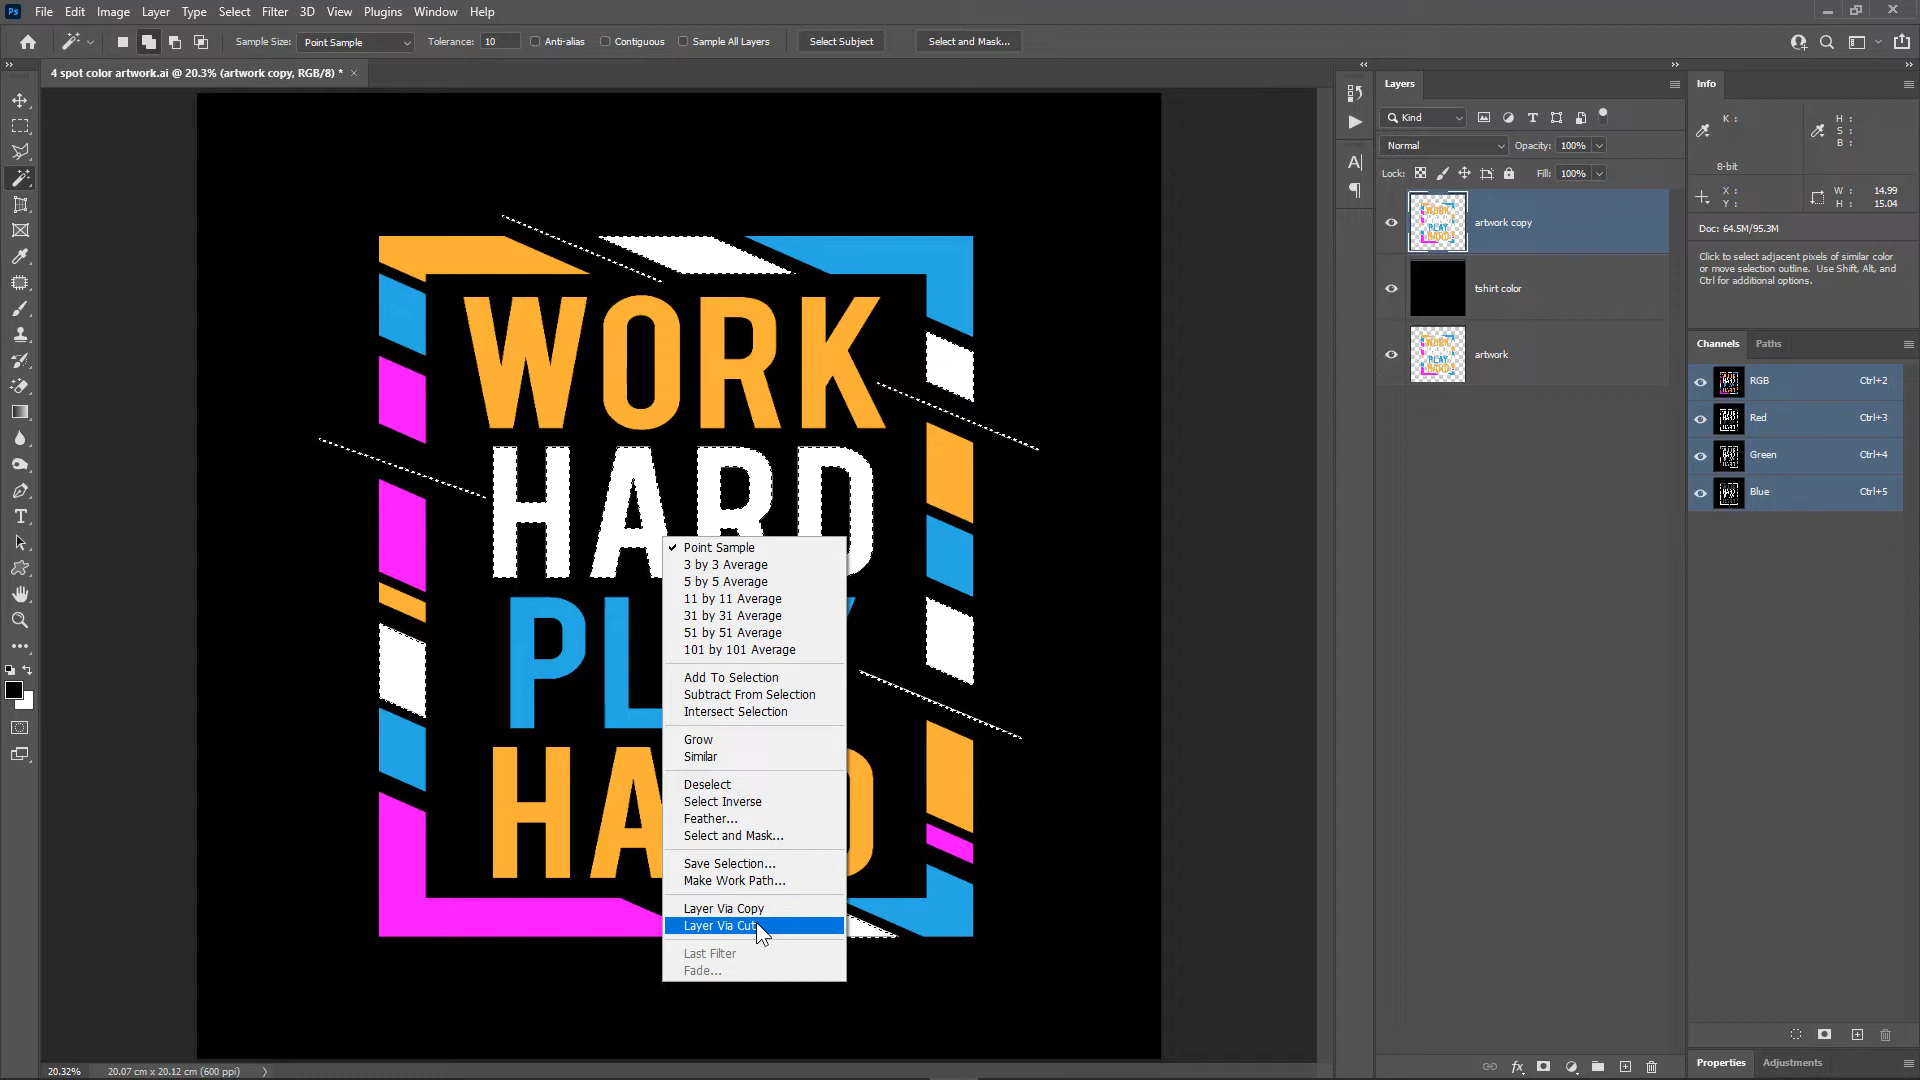 Ps File Edit Image Layer Type Select Filter 3D View Plugins Window Help
Sample Size: Point Sample Tolerance: 10 Anti-alias Contiguous Sample All Layers Select Subject Select and Mask...
4 spot color artwork.ai @ 20.3% (artwork copy, RGB/8) *
WORK
HARD
PL
Y
HA D
Point Sample
3 by 3 Average
5 by 5 Average
11 by 11 Average
31 by 31 Average
51 by 51 Average
101 by 101 Average
Add To Selection
Subtract From Selection
Intersect Selection
Grow
Similar
Deselect
Select Inverse
Feather...
Select and Mask...
Save Selection...
Make Work Path...
Layer Via Copy
Layer Via Cut
Last Filter
Fade...
20.32% 20.07 cm x 20.12 cm (600 ppi)
Layers
Kind
Normal Opacity: 100%
Lock: Fill: 100%
artwork copy
tshirt color
artwork
Info
K :
H :
S :
B :
8-bit
X :
Y :
W : 14.99
H : 15.04
Doc: 64.5M/95.3M
Click to select adjacent pixels of similar color
or move selection outline. Use Shift, Alt, and
Ctrl for additional options.
Channels Paths
RGB Ctrl+2
Red Ctrl+3
Green Ctrl+4
Blue Ctrl+5
Properties Adjustments